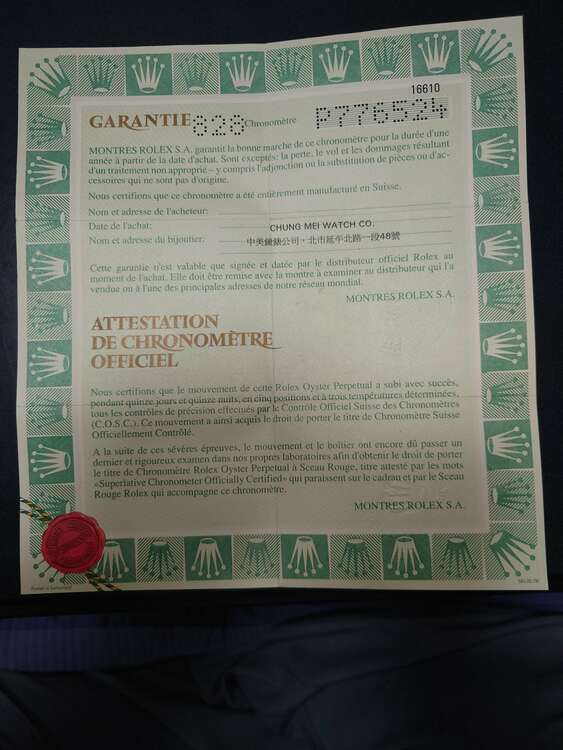 16610
GARANTIE 828 Chronomètre P776524
MONTRES ROLEX S.A. garantit la bonne marche de ce chronomètre pour la durée d'une
année à partir de la date d'achat. Sont exceptés: la perte, le vol et les dommages résultant
d'un traitement non approprié – y compris l'adjonction ou la substitution de pièces ou d'ac-
cessoires qui ne sont pas d'origine.
Nous certifions que ce chronomètre a été entièrement manufacturé en Suisse.
Nom et adresse de l'acheteur:
Date de l'achat: CHUNG MEI WATCH CO.
Nom et adresse du bijoutier: 中美鐘錶公司・北市延平北路一段48號
Cette garantie n'est valable que signée et datée par le distributeur officiel Rolex au
moment de l'achat. Elle doit être remise avec la montre à examiner au distributeur qui l'a
vendue ou à l'une des principales adresses de notre réseau mondial.
MONTRES ROLEX S.A.
ATTESTATION
DE CHRONOMÈTRE
OFFICIEL
Nous certifions que le mouvement de cette Rolex Oyster Perpetual a subi avec succès,
pendant quinze jours et quinze nuits, en cinq positions et à trois températures déterminées,
tous les contrôles de précision effectués par le Contrôle Officiel Suisse des Chronomètres
(C.O.S.C.). Ce mouvement a ainsi acquis le droit de porter le titre de Chronomètre Suisse
Officiellement Contrôlé.
A la suite de ces sévères épreuves, le mouvement et le boîtier ont encore dû passer un
dernier et rigoureux examen dans nos propres laboratoires afin d'obtenir le droit de porter
le titre de Chronomètre Rolex Oyster Perpetual à Sceau Rouge, titre attesté par les mots
«Superlative Chronometer Officially Certified» qui paraissent sur le cadran et par le Sceau
Rouge Rolex qui accompagne ce chronomètre.
MONTRES ROLEX S.A.
Printed in Switzerland